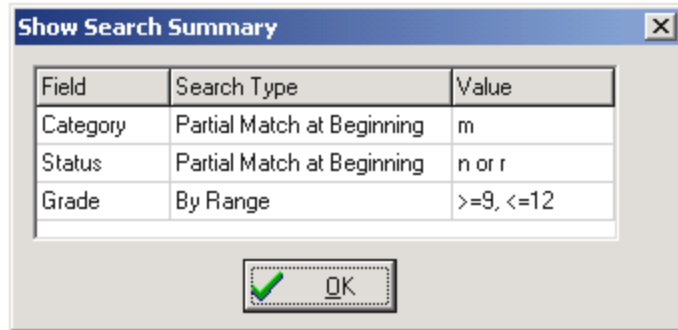 Show Search Summary
Field Search Type Value
Category Partial Match at Beginning m
Status Partial Match at Beginning n or r
Grade By Range >=9, <=12
OK